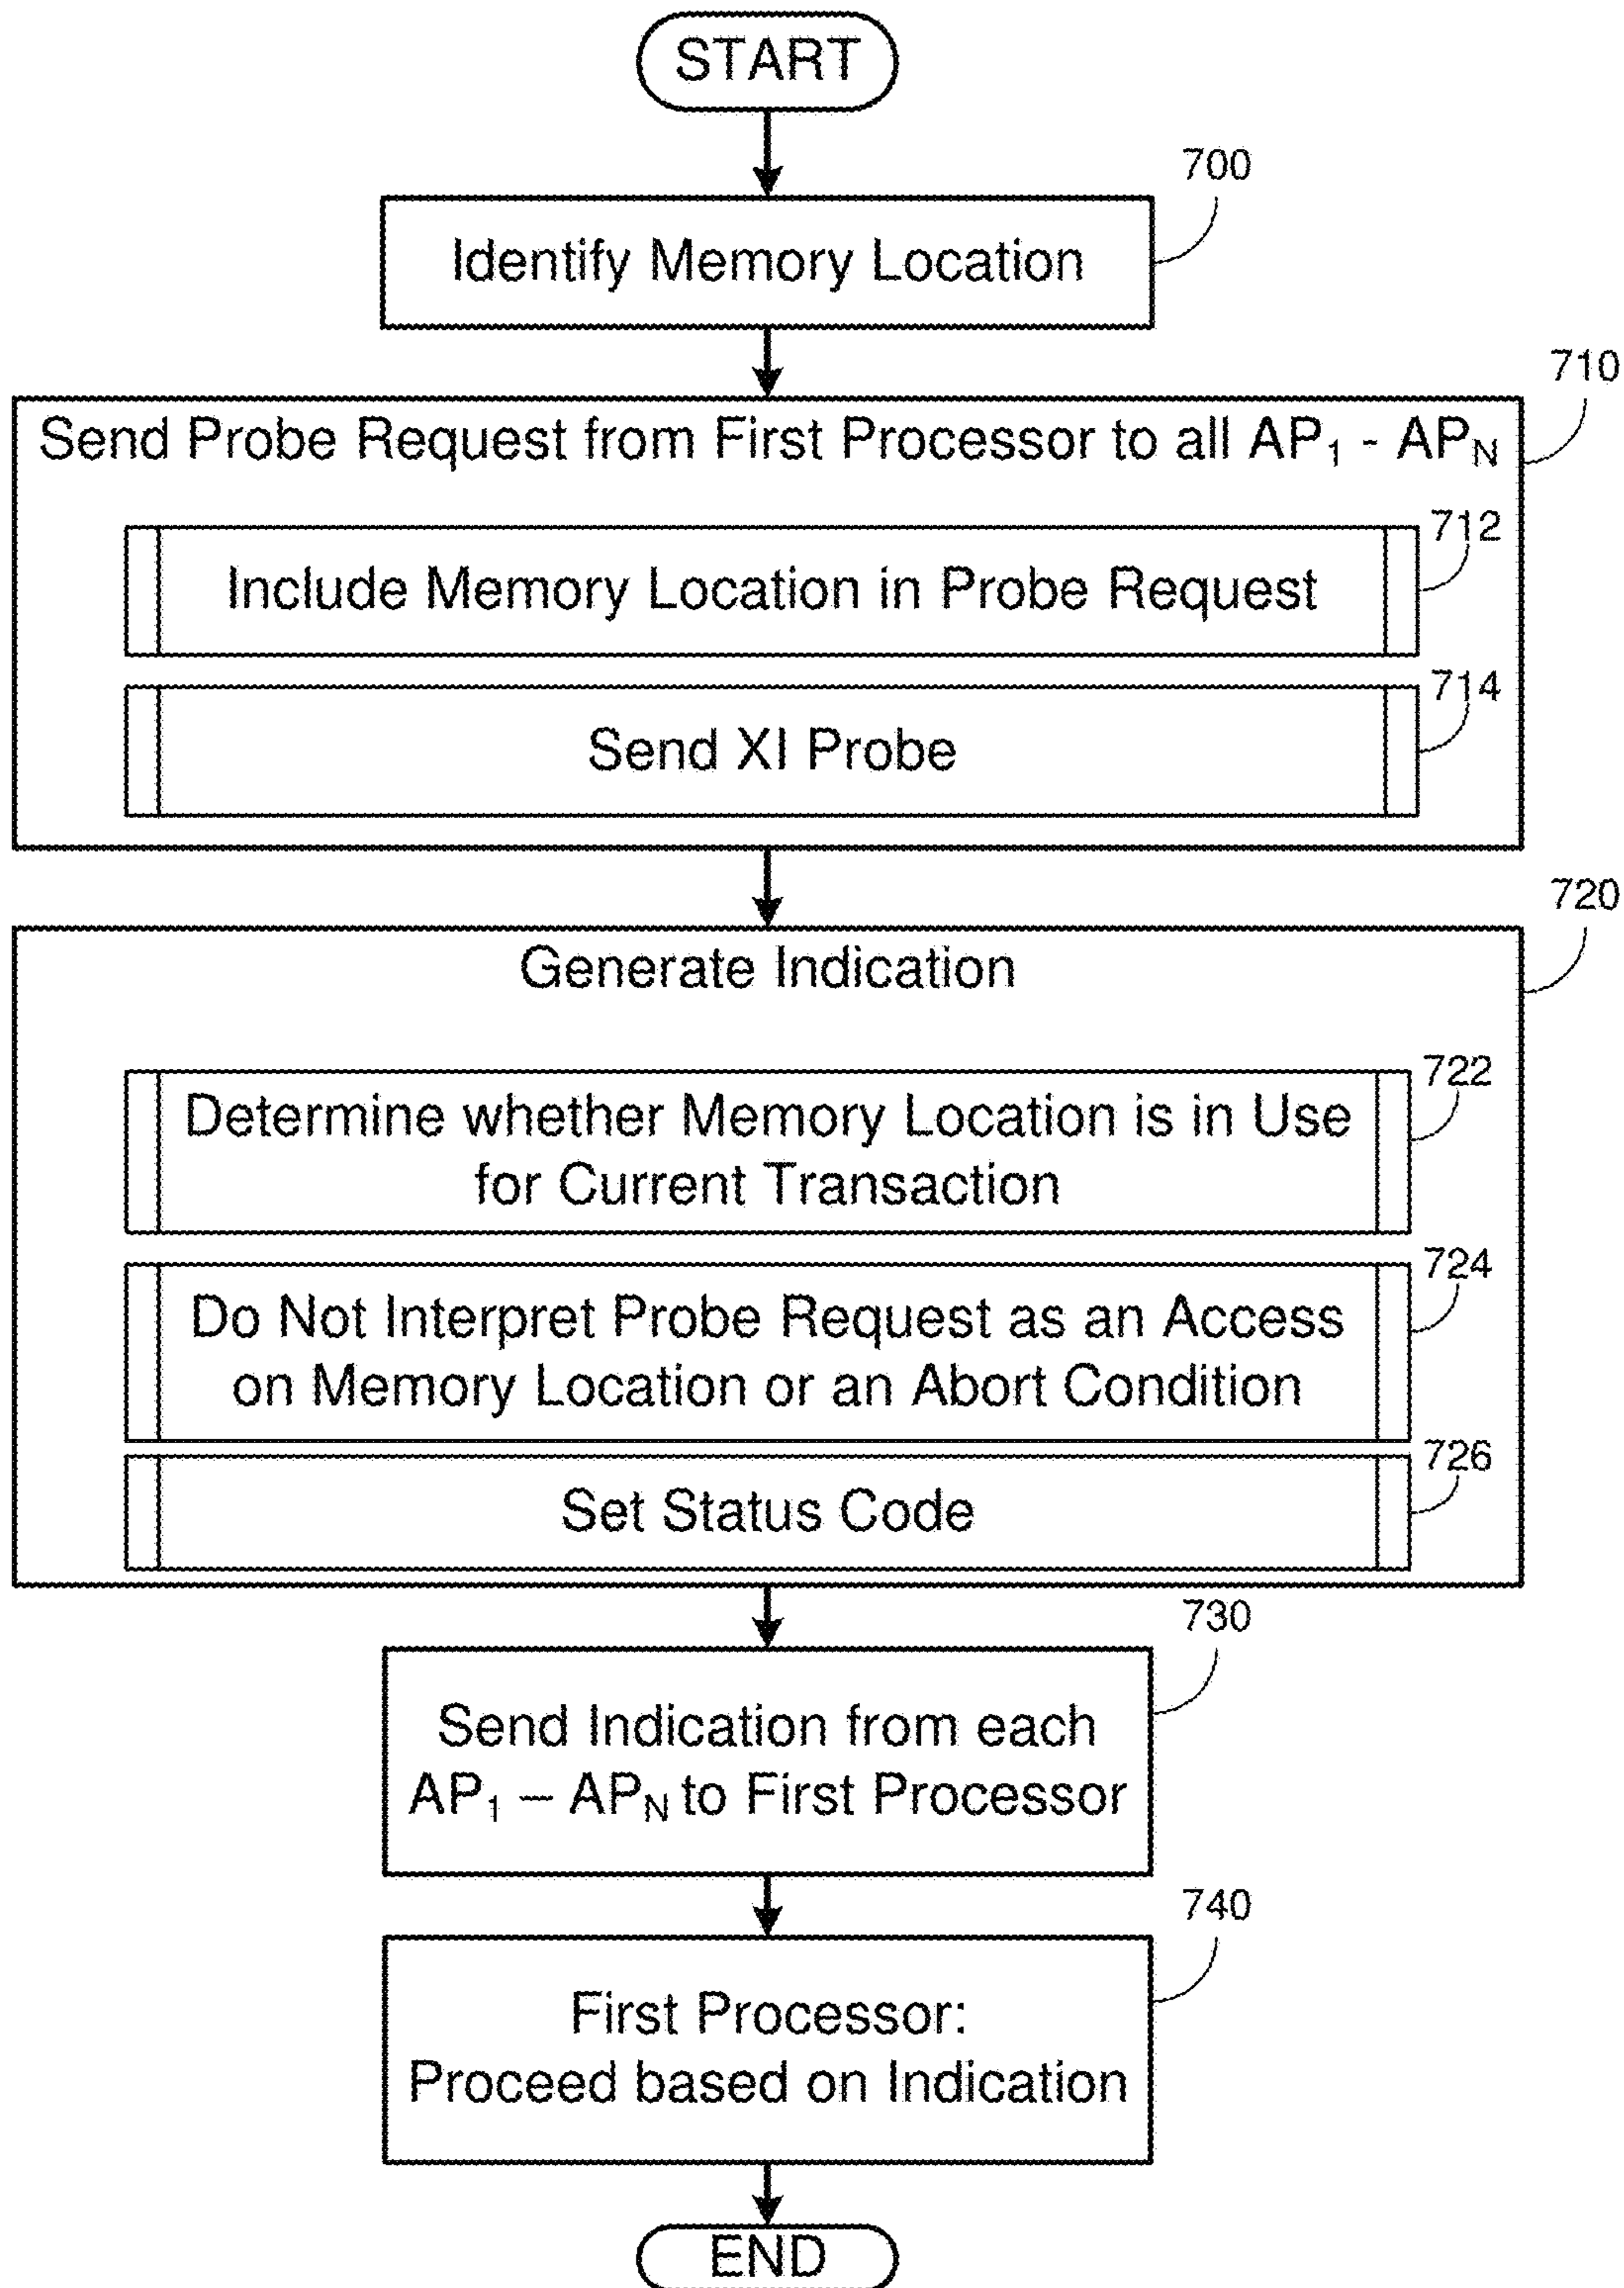 START
700
Identify Memory Location
710
Send Probe Request from First Processor to all AP₁ - APN
712
Include Memory Location in Probe Request
714
Send XI Probe
720
Generate Indication
722
Determine whether Memory Location is in Use
for Current Transaction
724
Do Not Interpret Probe Request as an Access
on Memory Location or an Abort Condition
726
Set Status Code
730
Send Indication from each
AP₁ – APN to First Processor
740
First Processor:
Proceed based on Indication
END